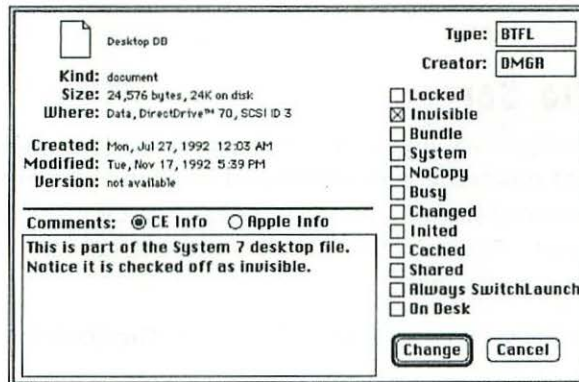 Desktop DB
Kind: document
Size: 24,576 bytes, 24K on disk
Where: Data, DirectDrive™ 70, SCSI ID 3
Created: Mon, Jul 27, 1992 12:03 AM
Modified: Tue, Nov 17, 1992 5:39 PM
Version: not available
Comments: CE Info Apple Info
This is part of the System 7 desktop file.
Notice it is checked off as invisible.
Type: BTFL
Creator: DMGR
Locked
Invisible
Bundle
System
NoCopy
Busy
Changed
Inited
Cached
Shared
Always SwitchLaunch
On Desk
Change Cancel